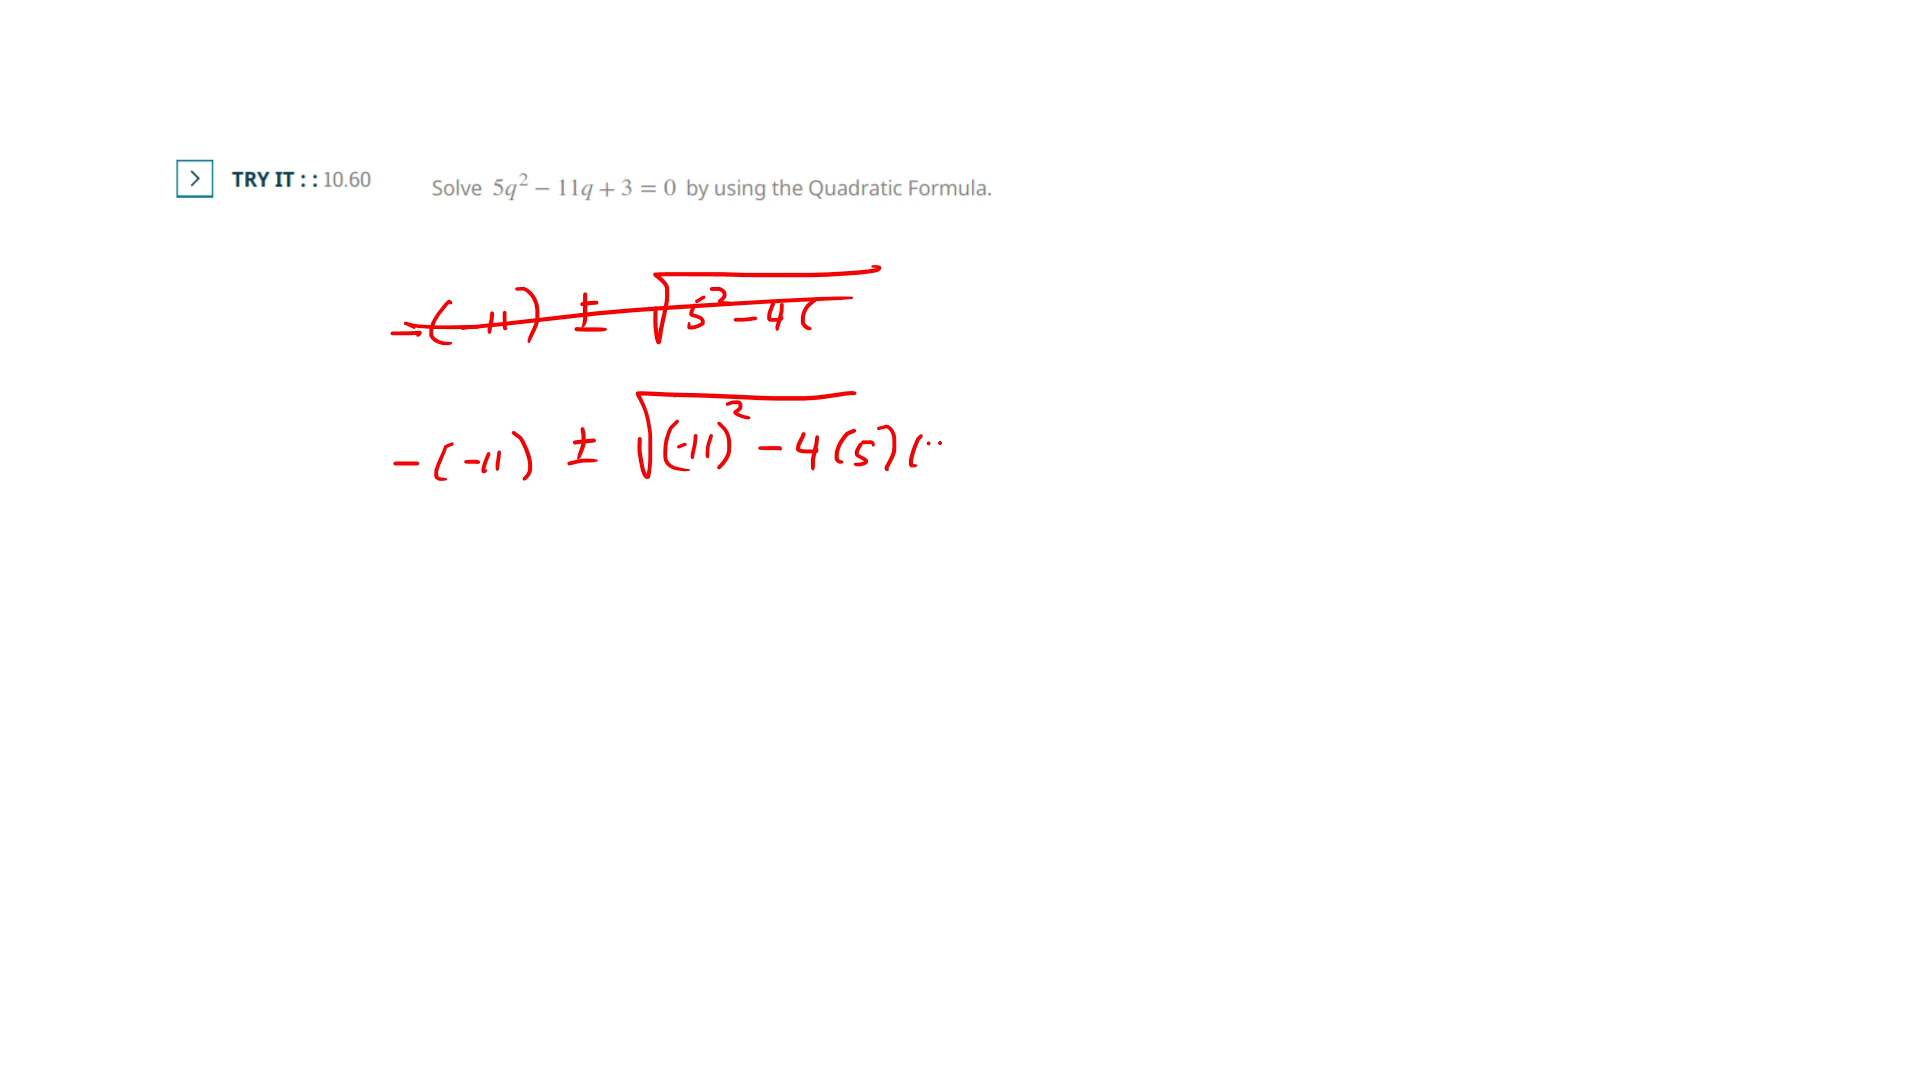 > TRY IT : : 10.60 Solve 5q² − 11q + 3 = 0 by using the Quadratic Formula.
-(-11) ± √(5² - 4(
-(-11) ± √((-11)² - 4(5)(